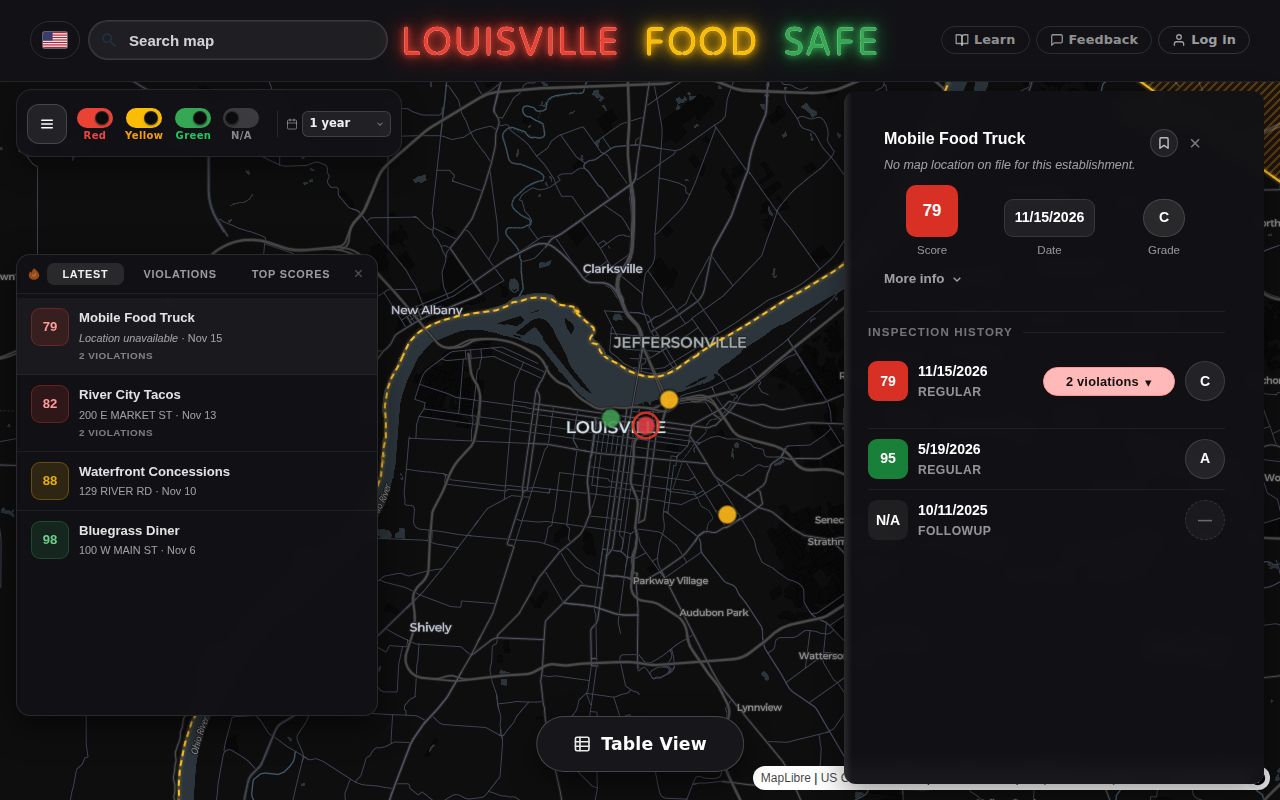 Search map
LOUISVILLE FOOD SAFE
Learn
Feedback
Log In
Red
Yellow
Green
N/A
1 year
LATEST
VIOLATIONS
TOP SCORES
×
79
Mobile Food Truck
Location unavailable · Nov 15
2 VIOLATIONS
82
River City Tacos
200 E MARKET ST · Nov 13
2 VIOLATIONS
88
Waterfront Concessions
129 RIVER RD · Nov 10
98
Bluegrass Diner
100 W MAIN ST · Nov 6
Clarksville
New Albany
JEFFERSONVILLE
LOUISVILLE
Parkway Village
Audubon Park
Shively
Lynnview
Ohio River
Table View
MapLibre | US
Mobile Food Truck
×
No map location on file for this establishment.
79
11/15/2026
C
Score
Date
Grade
More info
INSPECTION HISTORY
79
11/15/2026
REGULAR
2 violations ▾
C
95
5/19/2026
REGULAR
A
N/A
10/11/2025
FOLLOWUP
—